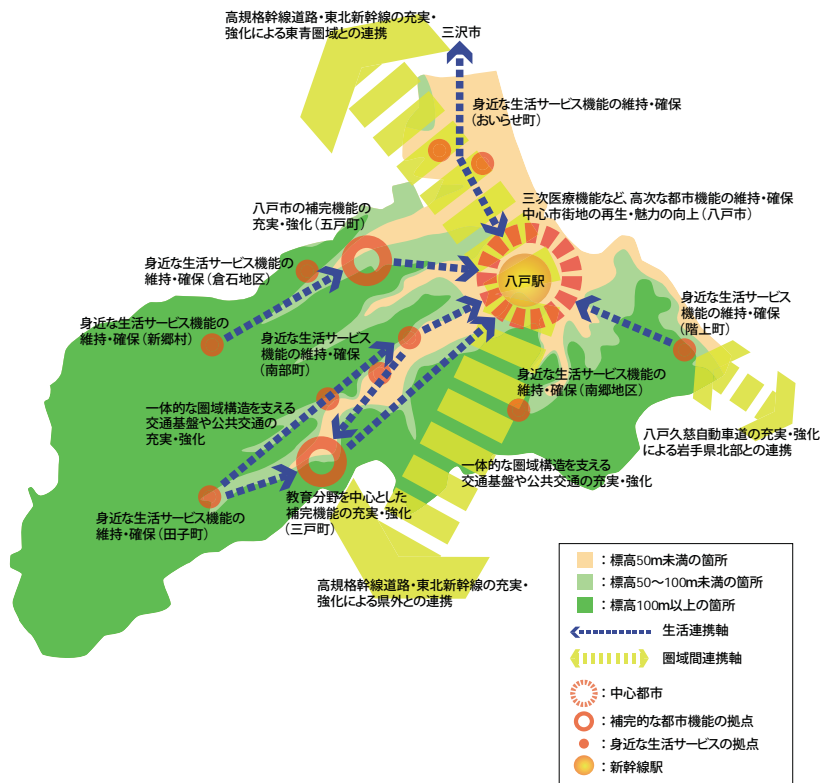 高規格幹線道路・東北新幹線の充実・
強化による東青圏域との連携
三沢市
身近な生活サービス機能の維持・確保
（おいらせ町）
三次医療機能など、高次な都市機能の維持・確保
中心市街地の再生・魅力の向上（八戸市）
八戸市の補完機能の
充実・強化（五戸町）
身近な生活サービス機能の
維持・確保（倉石地区）
八戸駅
身近な生活サービス
機能の維持・確保
（階上町）
身近な生活サービス機能の
維持・確保（新郷村）
身近な生活サービス
機能の維持・確保
（南部町）
身近な生活サービス機能の
維持・確保（南郷地区）
一体的な圏域構造を支える
交通基盤や公共交通の
充実・強化
八戸久慈自動車道の充実・強化
による岩手県北部との連携
一体的な圏域構造を支える
交通基盤や公共交通の充実・強化
教育分野を中心とした
補完機能の充実・強化
（三戸町）
身近な生活サービス機能の
維持・確保（田子町）
高規格幹線道路・東北新幹線の充実・
強化による県外との連携
：標高50m未満の箇所
：標高50～100m未満の箇所
：標高100m以上の箇所
：生活連携軸
：圏域間連携軸
：中心都市
：補完的な都市機能の拠点
：身近な生活サービスの拠点
：新幹線駅